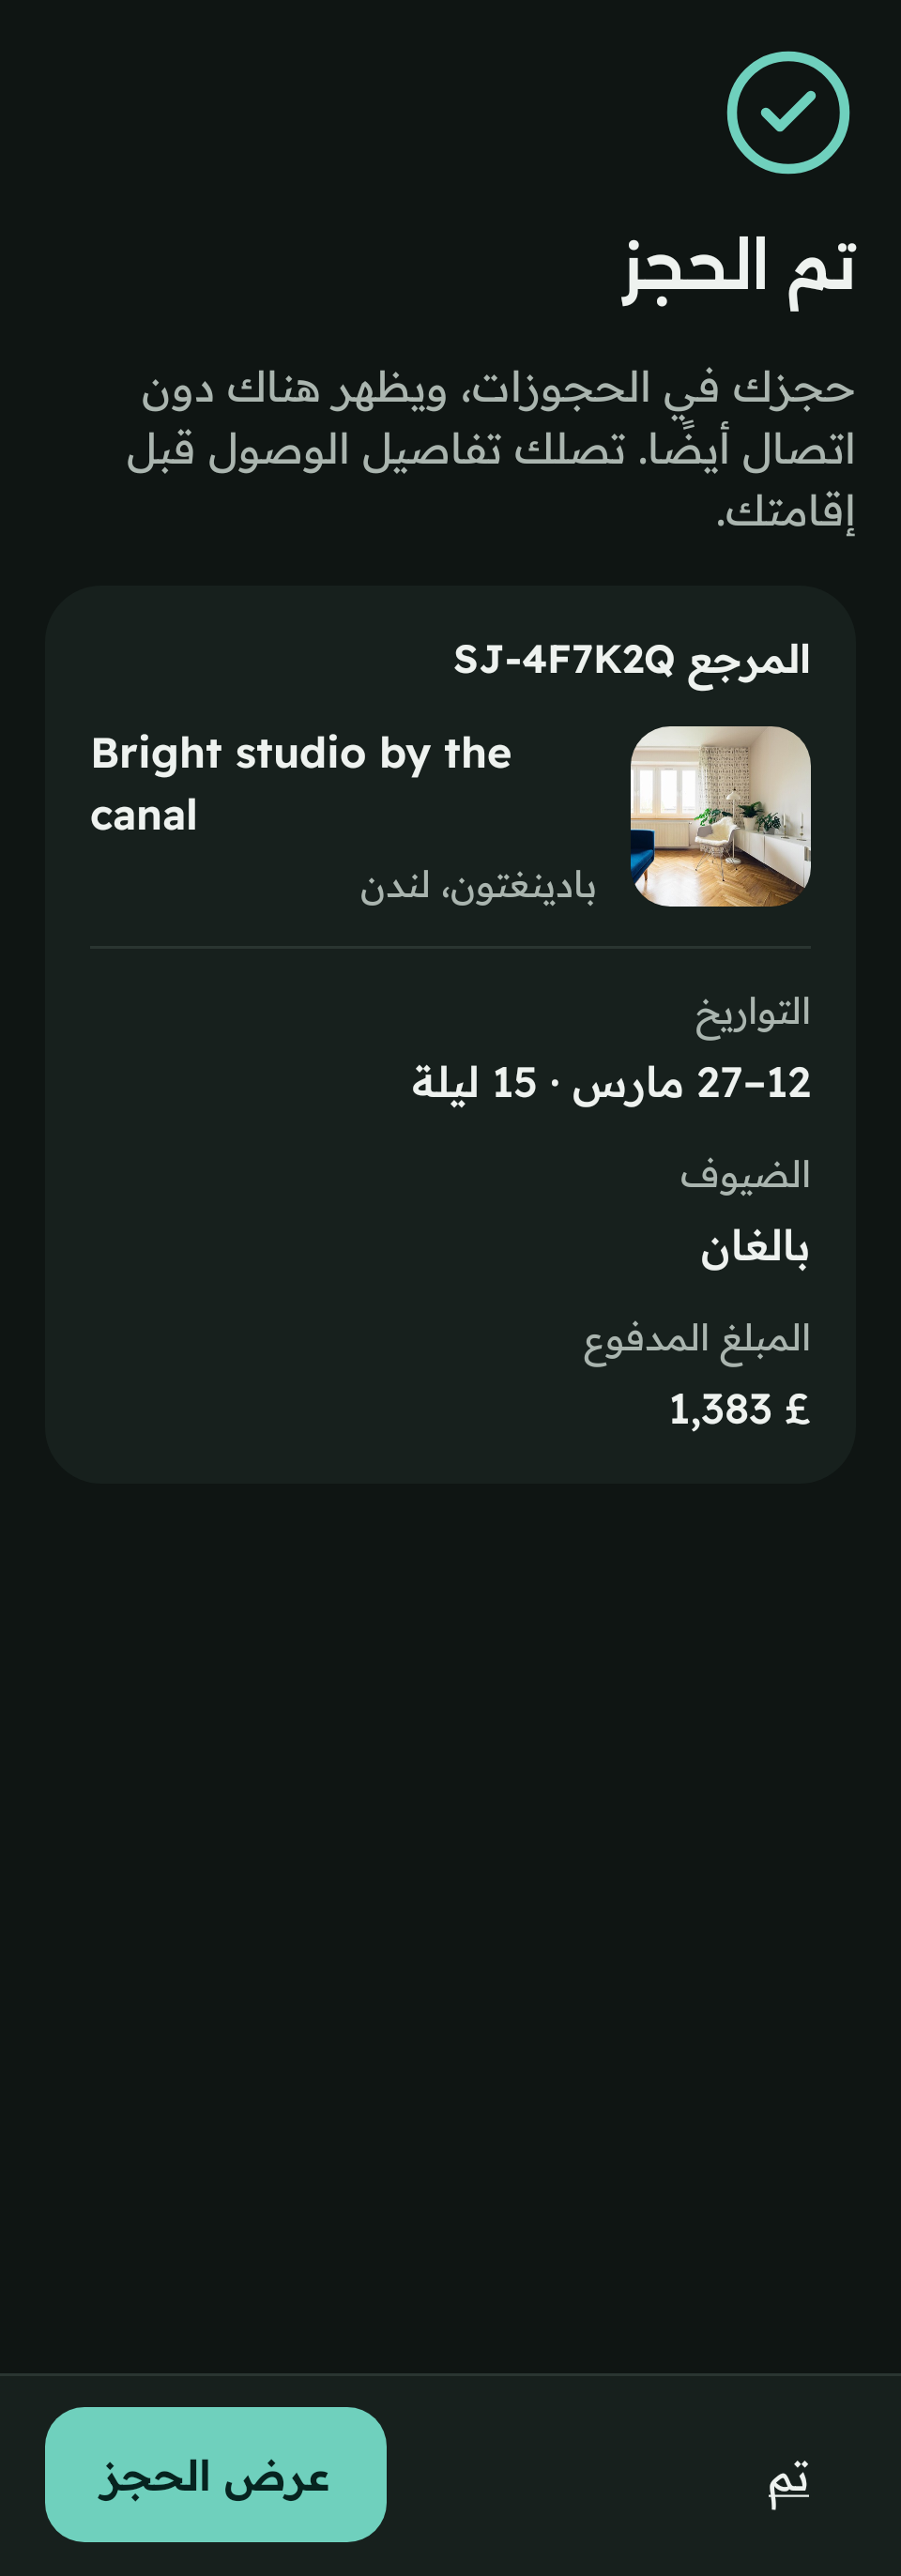 تم الحجز
حجزك في الحجوزات، ويظهر هناك دون
اتصال أيضًا. تصلك تفاصيل الوصول قبل
إقامتك.
المرجع SJ-4F7K2Q
Bright studio by the
canal
بادينغتون، لندن
التواريخ
12–27 مارس · 15 ليلة
الضيوف
بالغان
المبلغ المدفوع
£ 1,383
تم
عرض الحجز